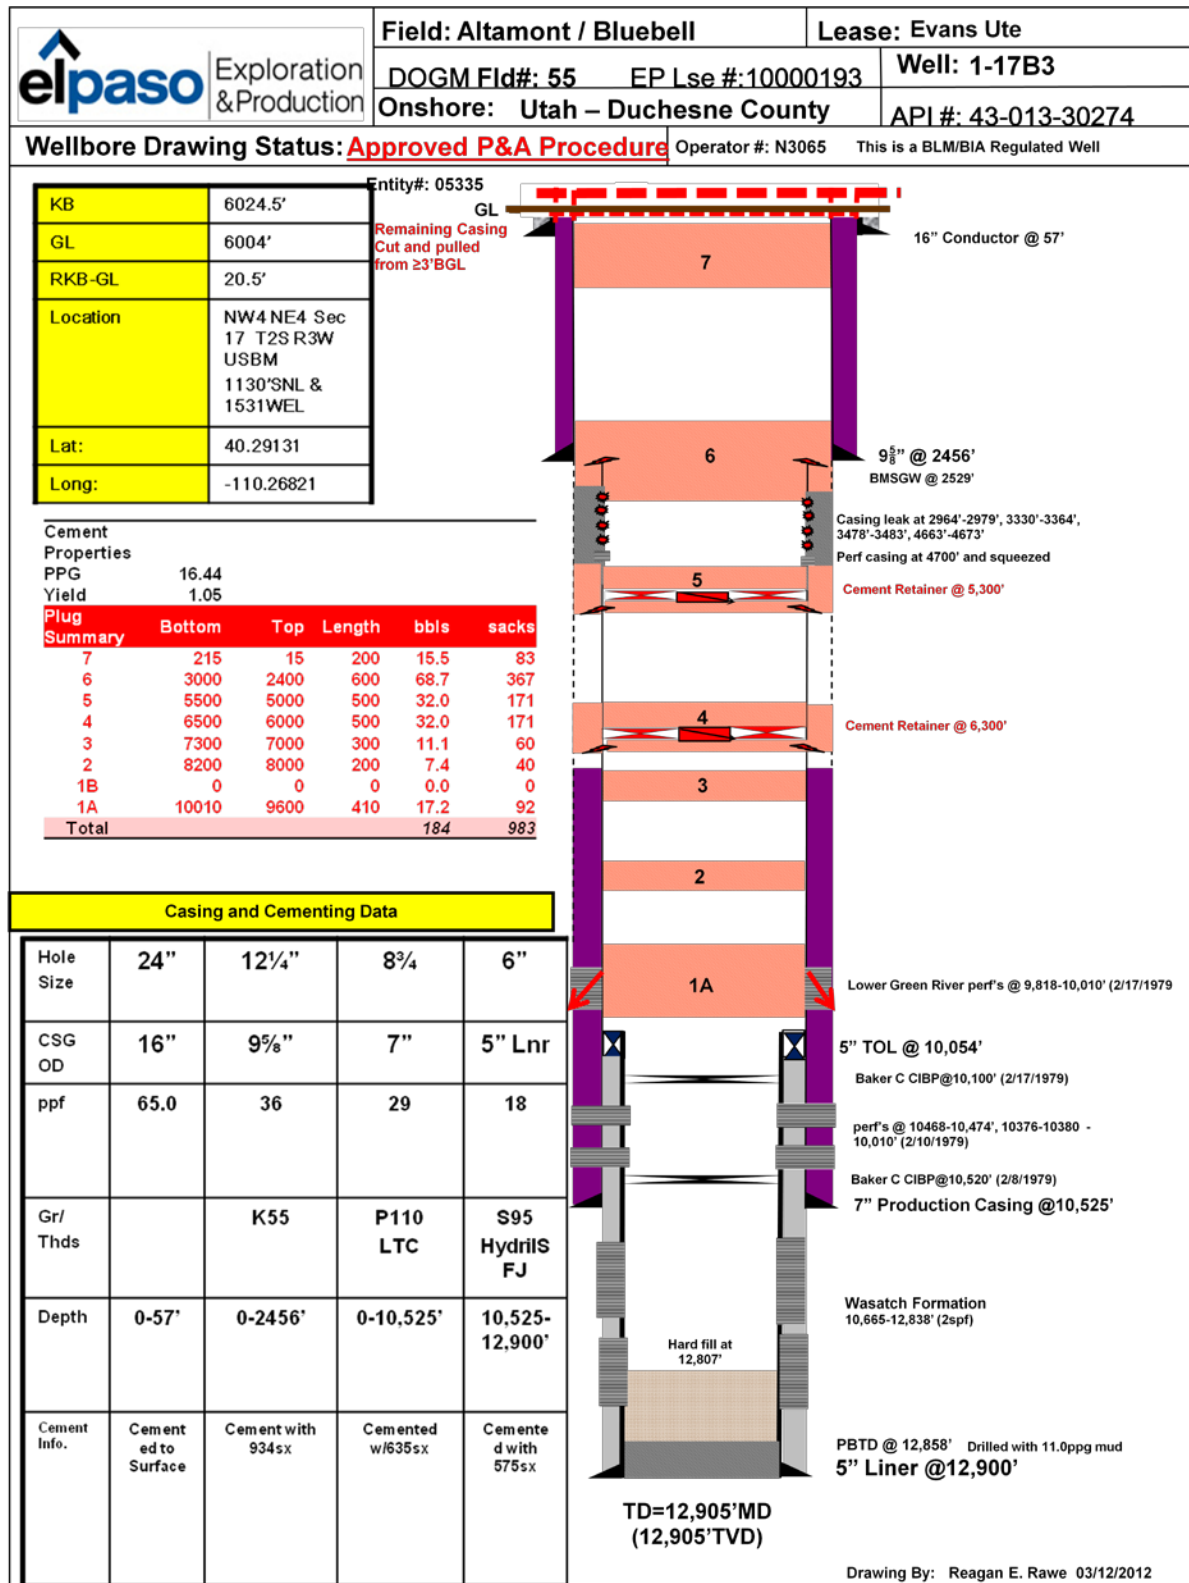 elpaso Exploration & Production
Field: Altamont / Bluebell
Lease: Evans Ute
DOGM Fld#: 55 EP Lse #:10000193
Well: 1-17B3
Onshore: Utah – Duchesne County
API #: 43-013-30274
Wellbore Drawing Status: Approved P&A Procedure
Operator #: N3065 This is a BLM/BIA Regulated Well
Entity#: 05335
KB 6024.5’
GL 6004’
RKB-GL 20.5’
Location NW4 NE4 Sec
17 T2S R3W
USBM
1130’SNL &
1531WEL
Lat: 40.29131
Long: -110.26821
GL
Remaining Casing
Cut and pulled
from ≥3’BGL
16” Conductor @ 57’
7
6
9⅝” @ 2456’
BMSGW @ 2529’
Casing leak at 2964’-2979’, 3330’-3364’,
3478’-3483’, 4663’-4673’
Perf casing at 4700’ and squeezed
5
Cement Retainer @ 5,300’
4
Cement Retainer @ 6,300’
3
2
1A
Cement
Properties
PPG 16.44
Yield 1.05
Plug
Summary Bottom Top Length bbls sacks
7 215 15 200 15.5 83
6 3000 2400 600 68.7 367
5 5500 5000 500 32.0 171
4 6500 6000 500 32.0 171
3 7300 7000 300 11.1 60
2 8200 8000 200 7.4 40
1B 0 0 0 0.0 0
1A 10010 9600 410 17.2 92
Total 184 983
Casing and Cementing Data
Hole
Size 24” 12¼” 8¾ 6”
CSG
OD 16” 9⅝” 7” 5” Lnr
ppf 65.0 36 29 18
Gr/
Thds K55 P110
LTC S95
HydrilS
FJ
Depth 0-57’ 0-2456’ 0-10,525’ 10,525-
12,900’
Cement
Info. Cement
ed to
Surface Cement with
934sx Cemented
w/635sx Cemente
d with
575sx
Lower Green River perf’s @ 9,818-10,010’ (2/17/1979
5” TOL @ 10,054’
Baker C CIBP@10,100’ (2/17/1979)
perf’s @ 10468-10,474’, 10376-10380 -
10,010’ (2/10/1979)
Baker C CIBP@10,520’ (2/8/1979)
7” Production Casing @10,525’
Wasatch Formation
10,665-12,838’ (2spf)
Hard fill at
12,807’
PBTD @ 12,858’ Drilled with 11.0ppg mud
5” Liner @12,900’
TD=12,905’MD
(12,905’TVD)
Drawing By: Reagan E. Rawe 03/12/2012